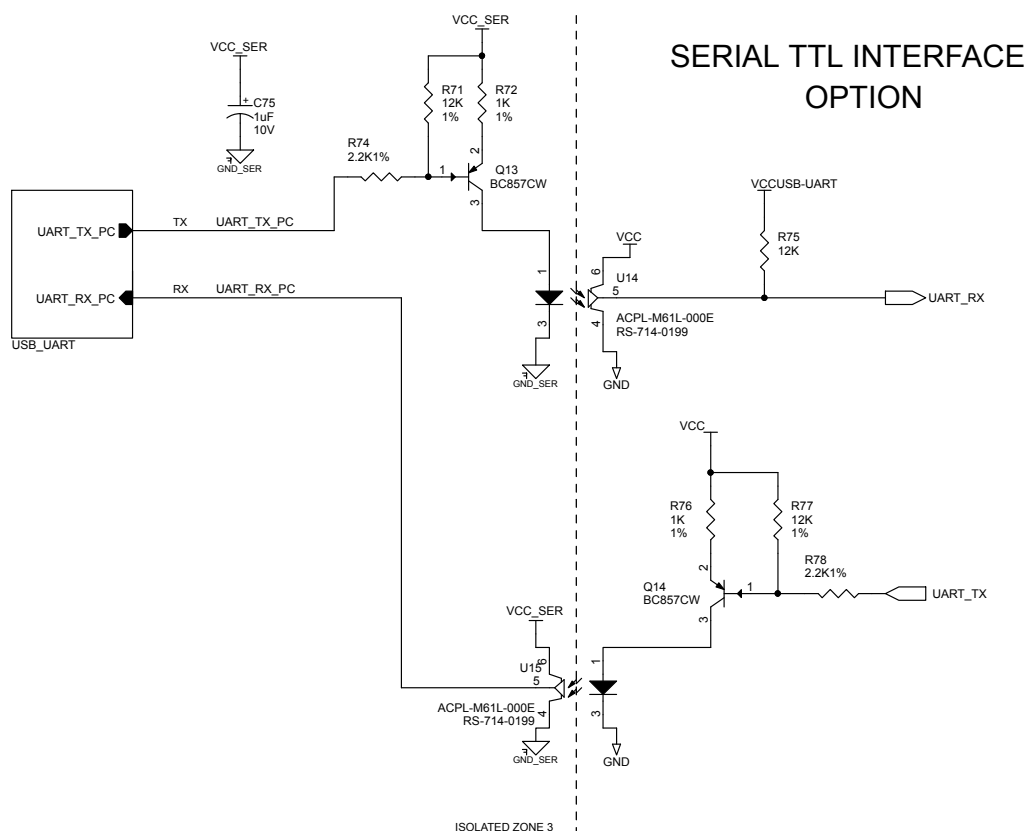 SERIAL TTL INTERFACE
OPTION
VCC_SER
+
C75
1uF
10V
GND_SER
VCC_SER
R71
12K
1%
R72
1K
1%
R74
2.2K1%
1
2
3
Q13
BC857CW
UART_TX_PC
TX
UART_TX_PC
UART_RX_PC
RX
UART_RX_PC
USB_UART
1
3
GND_SER
VCC
6
U14
5
4
ACPL-M61L-000E
RS-714-0199
GND
VCCUSB-UART
R75
12K
UART_RX
VCC
R76
1K
1%
R77
12K
1%
R78
2.2K1%
UART_TX
2
Q14
BC857CW
1
3
VCC_SER
U15
6
5
4
ACPL-M61L-000E
RS-714-0199
GND_SER
1
3
GND
ISOLATED ZONE 3